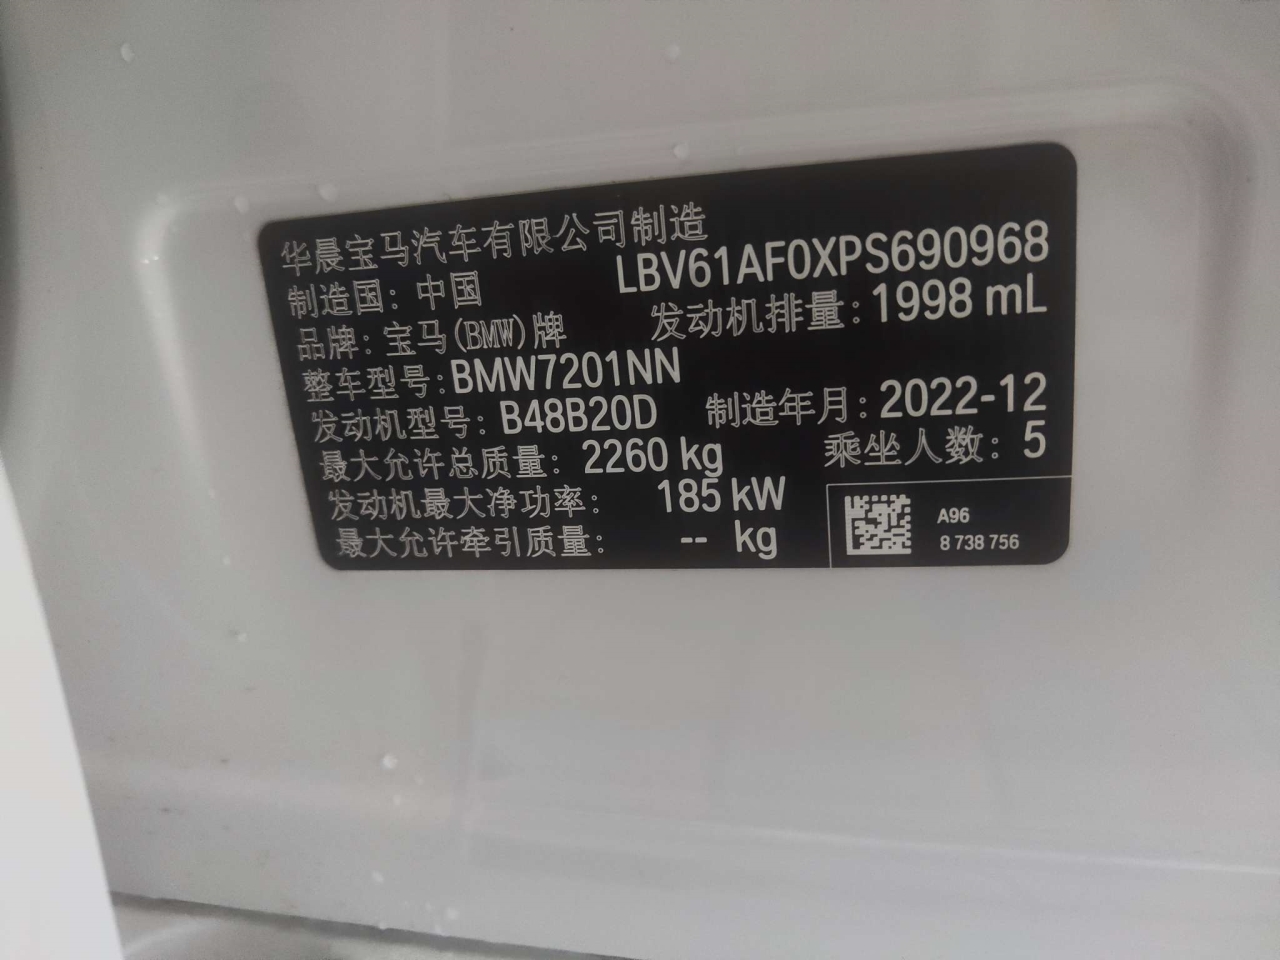 华晨宝马汽车有限公司制造
制造国：中国 LBV61AF0XPS690968
品牌：宝马(BMW)牌 发动机排量：1998 mL
整车型号：BMW7201NN
发动机型号：B48B20D 制造年月：2022-12
最大允许总质量：2260 kg 乘坐人数：5
发动机最大净功率：185 kW
最大允许牵引质量：-- kg
A96
8 738 756